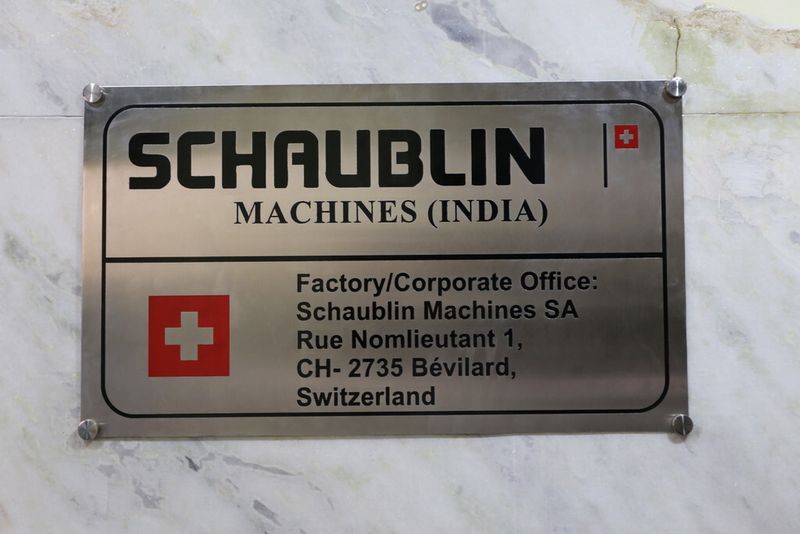 SCHAUBLIN
MACHINES (INDIA)
Factory/Corporate Office:
Schaublin Machines SA
Rue Nomlieutant 1,
CH- 2735 Bévilard,
Switzerland